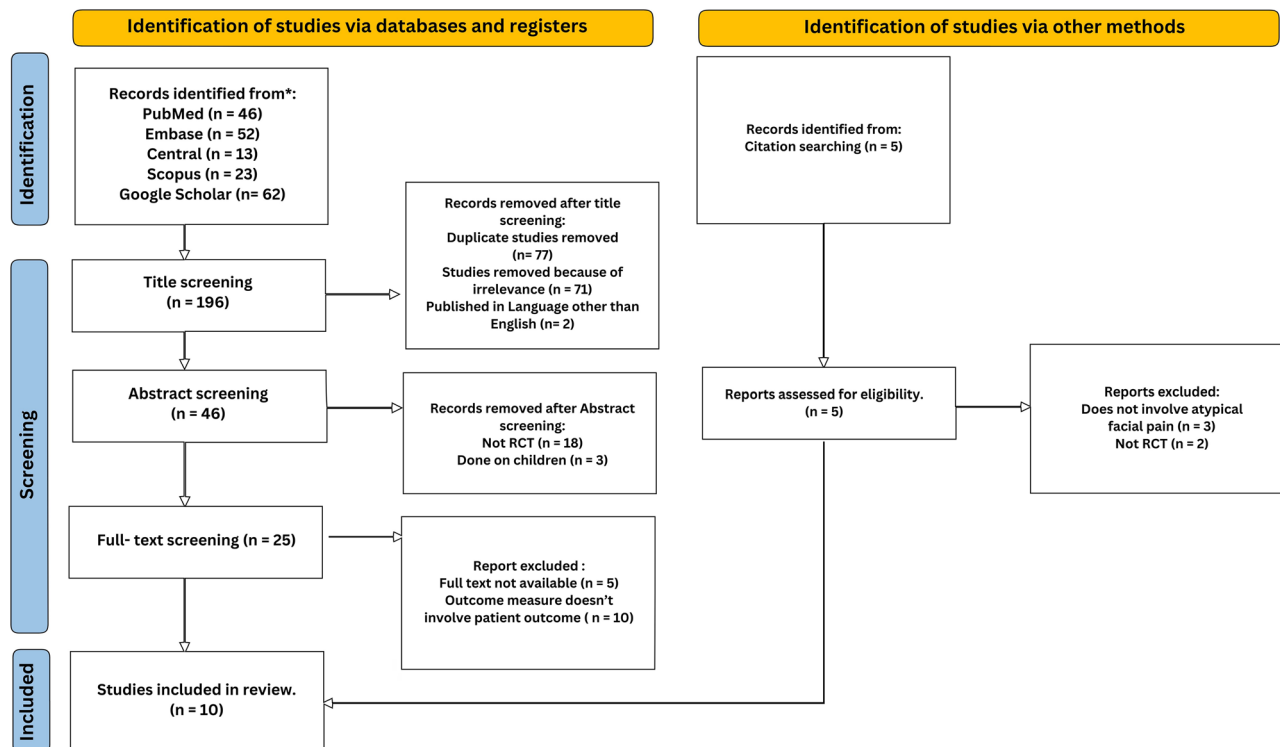 Identification of studies via databases and registers
Identification of studies via other methods
Identification
Records identified from*:
PubMed (n = 46)
Embase (n = 52)
Central (n = 13)
Scopus (n = 23)
Google Scholar (n= 62)
Records identified from:
Citation searching (n = 5)
Screening
Title screening
(n = 196)
Records removed after title
screening:
Duplicate studies removed
(n= 77)
Studies removed because of
irrelevance (n = 71)
Published in Language other than
English (n= 2)
Abstract screening
(n = 46)
Records removed after Abstract
screening:
Not RCT (n = 18)
Done on children (n = 3)
Reports assessed for eligibility.
(n = 5)
Reports excluded:
Does not involve atypical
facial pain (n = 3)
Not RCT (n = 2)
Full- text screening (n = 25)
Report excluded :
Full text not available (n = 5)
Outcome measure doesn’t
involve patient outcome ( n = 10)
Included
Studies included in review.
(n = 10)